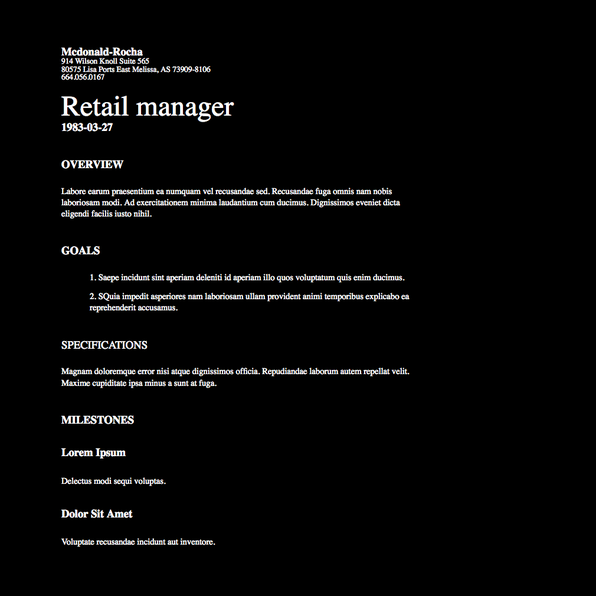 Mcdonald-Rocha
914 Wilson Knoll Suite 565
80575 Lisa Ports East Melissa, AS 73909-8106
664.056.0167
Retail manager
1983-03-27
OVERVIEW
Labore earum praesentium ea numquam vel recusandae sed. Recusandae fuga omnis nam nobis
laboriosam modi. Ad exercitationem minima laudantium cum ducimus. Dignissimos eveniet dicta
eligendi facilis iusto nihil.
GOALS
1. Saepe incidunt sint aperiam deleniti id aperiam illo quos voluptatum quis enim ducimus.
2. SQuia impedit asperiores nam laboriosam ullam provident animi temporibus explicabo ea
reprehenderit accusamus.
SPECIFICATIONS
Magnam doloremque error nisi atque dignissimos officia. Repudiandae laborum autem repellat velit.
Maxime cupiditate ipsa minus a sunt at fuga.
MILESTONES
Lorem Ipsum
Delectus modi sequi voluptas.
Dolor Sit Amet
Voluptate recusandae incidunt aut inventore.